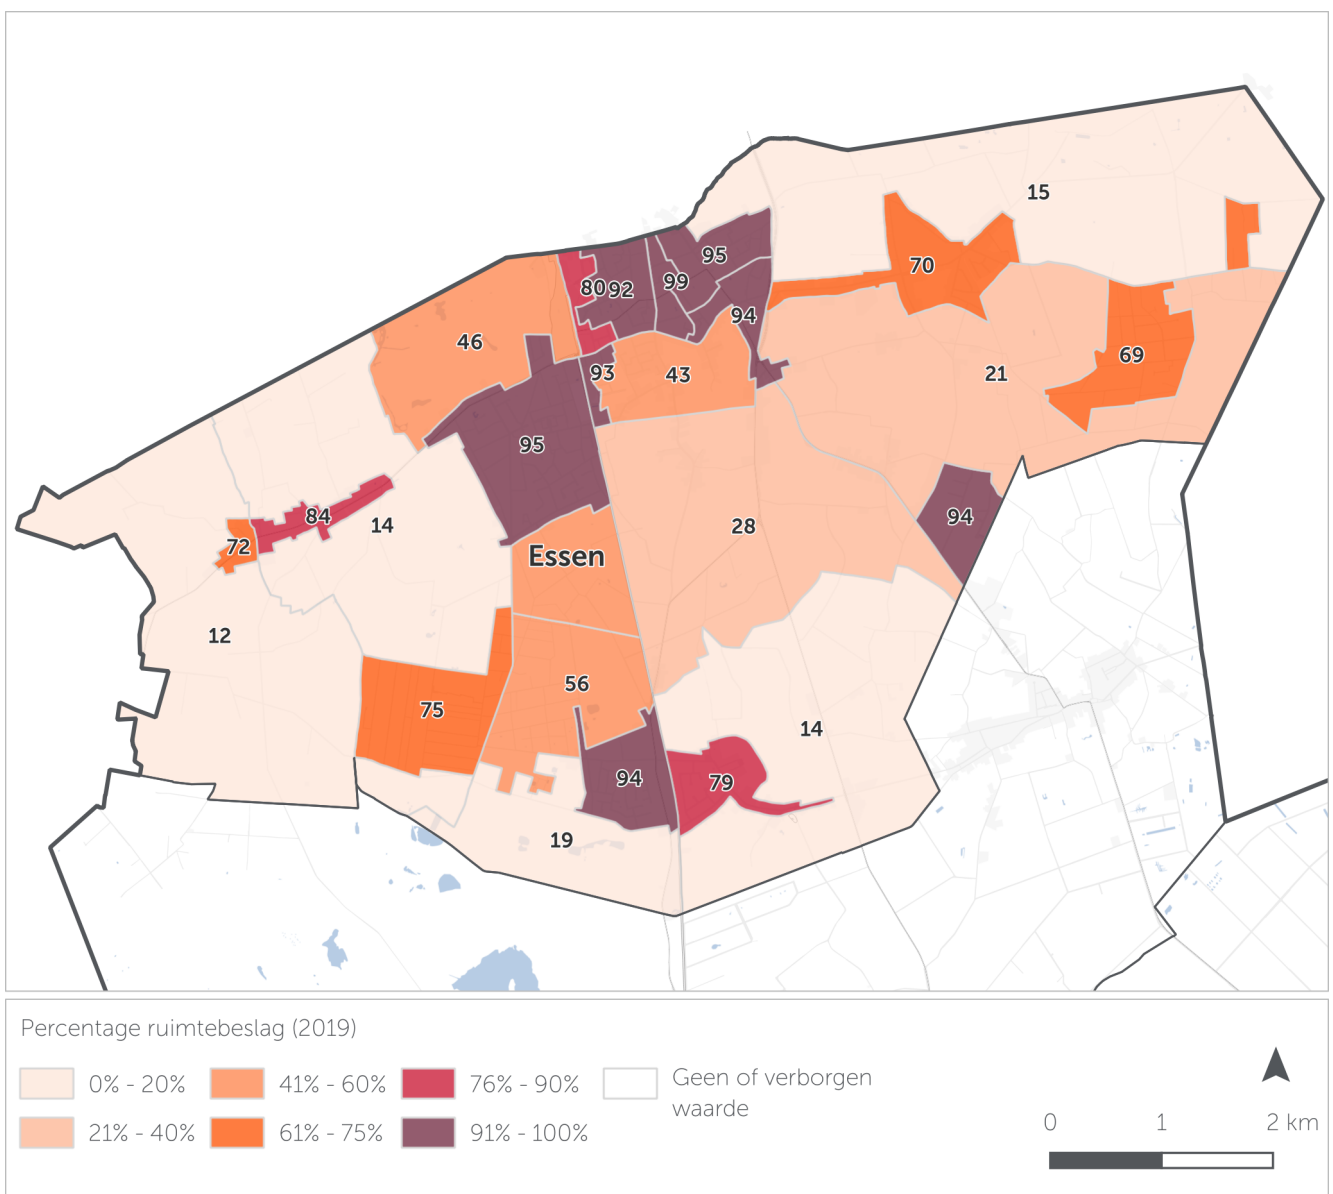 15
95
70
80
92
99
94
46
93
43
69
21
95
84
14
72
28
94
Essen
12
56
75
14
94
79
19
Percentage ruimtebeslag (2019)
0% - 20%
41% - 60%
76% - 90%
Geen of verborgen
waarde
21% - 40%
61% - 75%
91% - 100%
0
1
2 km